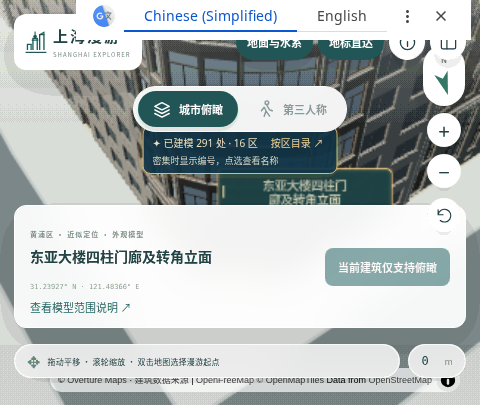 Chinese (Simplified)
English
上海漫游
SHANGHAI EXPLORER
地面与水系
地标直达
城市俯瞰
第三人称
✦ 已建模 291 处 · 16 区 按区目录 ↗
密集时显示编号，点选查看名称
东亚大楼四柱门
廊及转角立面
黄浦区 · 近似定位 · 外观模型
东亚大楼四柱门廊及转角立面
31.23927° N · 121.48366° E
查看模型范围说明 ↗
当前建筑仅支持俯瞰
拖动平移 · 滚轮缩放 · 双击地图选择漫游起点
0 m
© Overture Maps · 建筑数据来源 | OpenFreeMap © OpenMapTiles Data from OpenStreetMap